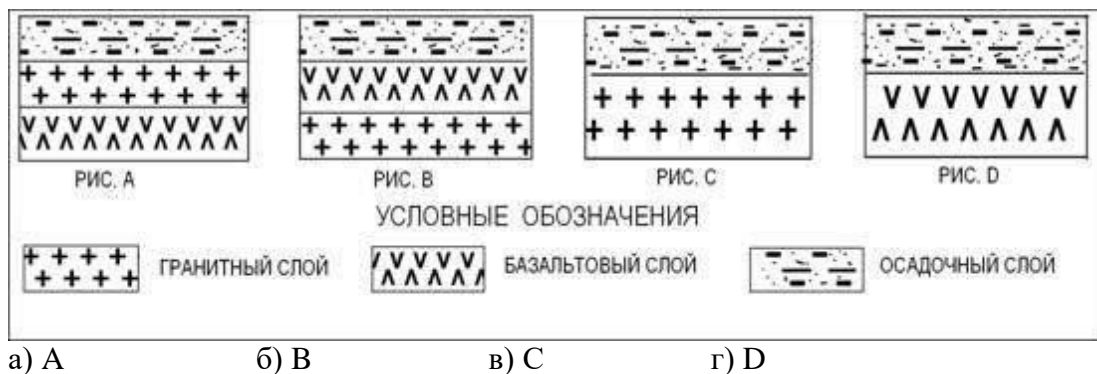 РИС. А РИС. В РИС. С РИС. D
УСЛОВНЫЕ ОБОЗНАЧЕНИЯ
ГРАНИТНЫЙ СЛОЙ БАЗАЛЬТОВЫЙ СЛОЙ ОСАДОЧНЫЙ СЛОЙ
а) А б) В в) С г) D